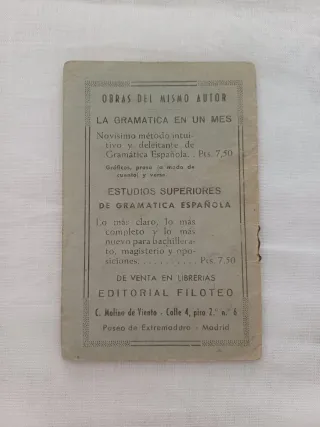 OBRAS DEL MISMO AUTOR
LA GRAMATICA EN UN MES
Novísimo método intui-
tivo y deleitante de
Gramática Española.. Pts. 7,50
Gráficos, prosa a modo de
cuento y verso.
ESTUDIOS SUPERIORES
DE GRAMATICA ESPAÑOLA
Lo más claro, lo más
completo y lo más
nuevo para bachillera-
to, magisterio y opo-
siciones.......... Pts. 7,50
DE VENTA EN LIBRERIAS
EDITORIAL FILOTEO
C. Molino de Viento - Calle 4, piso 2.° n.° 6
Paseo de Extremadura - Madrid